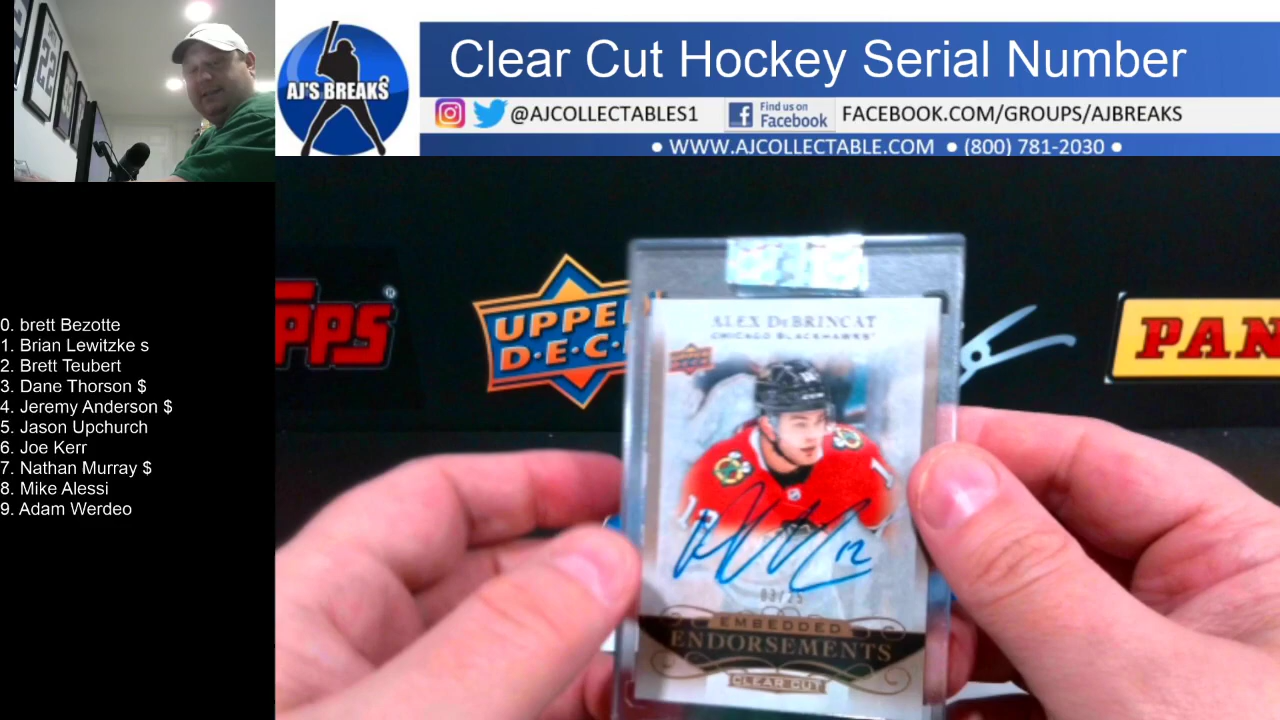 Clear Cut Hockey Serial Number
AJ'S BREAKS
@AJCOLLECTABLES1
Find us on
Facebook
FACEBOOK.COM/GROUPS/AJBREAKS
• WWW.AJCOLLECTABLE.COM • (800) 781-2030 •
22
0. brett Bezotte
1. Brian Lewitzke s
2. Brett Teubert
3. Dane Thorson $
4. Jeremy Anderson $
5. Jason Upchurch
6. Joe Kerr
7. Nathan Murray $
8. Mike Alessi
9. Adam Werdeo
PPS®
UPPE
D·E·C·
PAN
ALEX DeBRINCAT
CHICAGO BLACKHAWKS
12
EMBEDDED
ENDORSEMENTS
CLEAR CUT